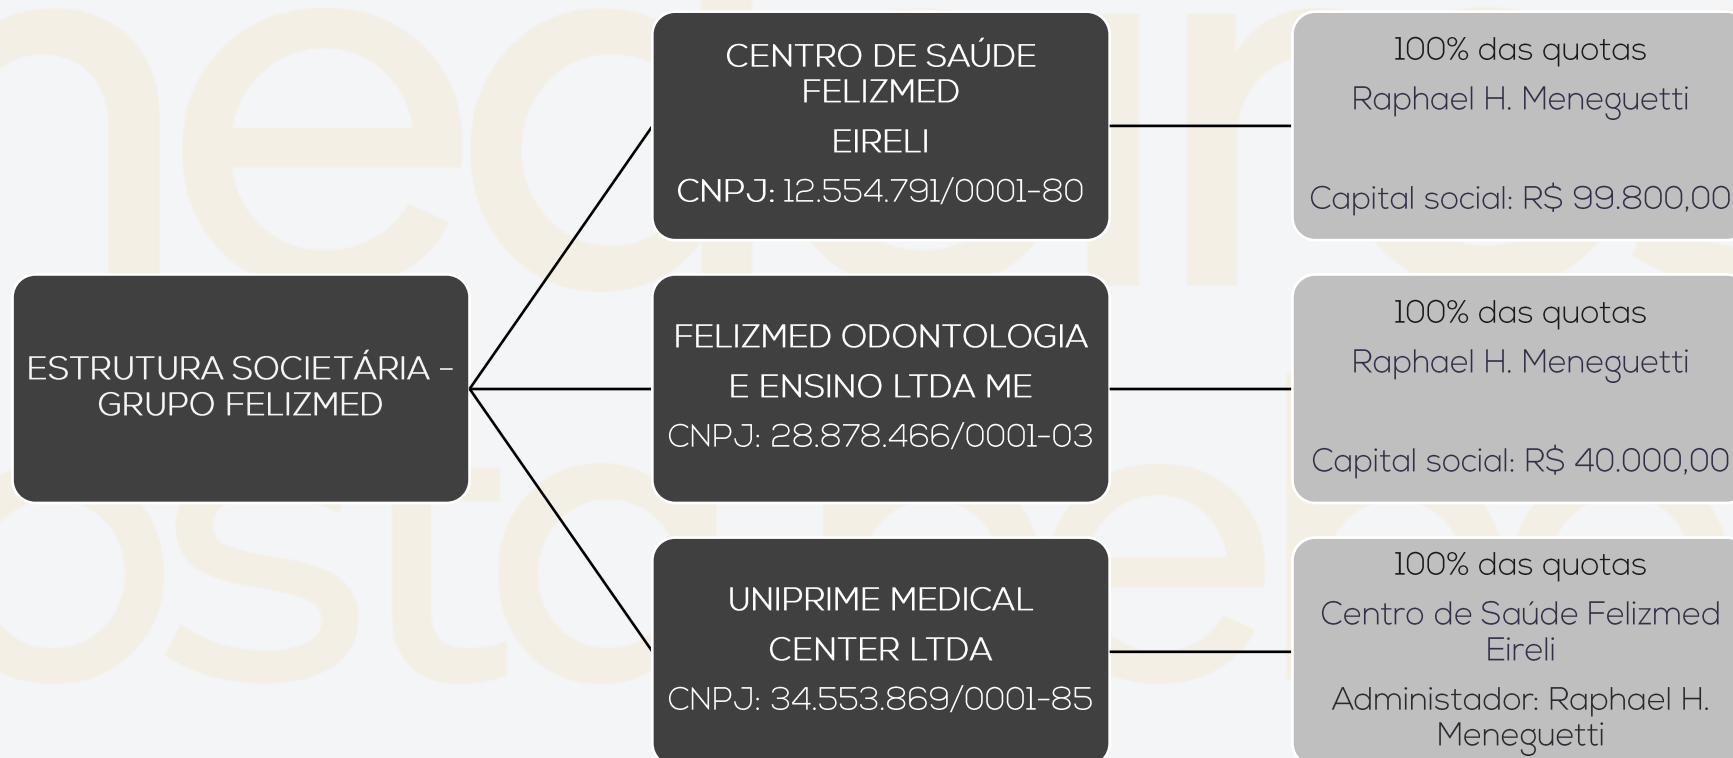 ESTRUTURA SOCIETÁRIA -
GRUPO FELIZMED
CENTRO DE SAÚDE
FELIZMED
EIRELI
CNPJ: 12.554.791/0001-80
100% das quotas
Raphael H. Meneguetti
Capital social: R$ 99.800,00
FELIZMED ODONTOLOGIA
E ENSINO LTDA ME
CNPJ: 28.878.466/0001-03
100% das quotas
Raphael H. Meneguetti
Capital social: R$ 40.000,00
UNIPRIME MEDICAL
CENTER LTDA
CNPJ: 34.553.869/0001-85
100% das quotas
Centro de Saúde Felizmed
Eireli
Administador: Raphael H.
Meneguetti